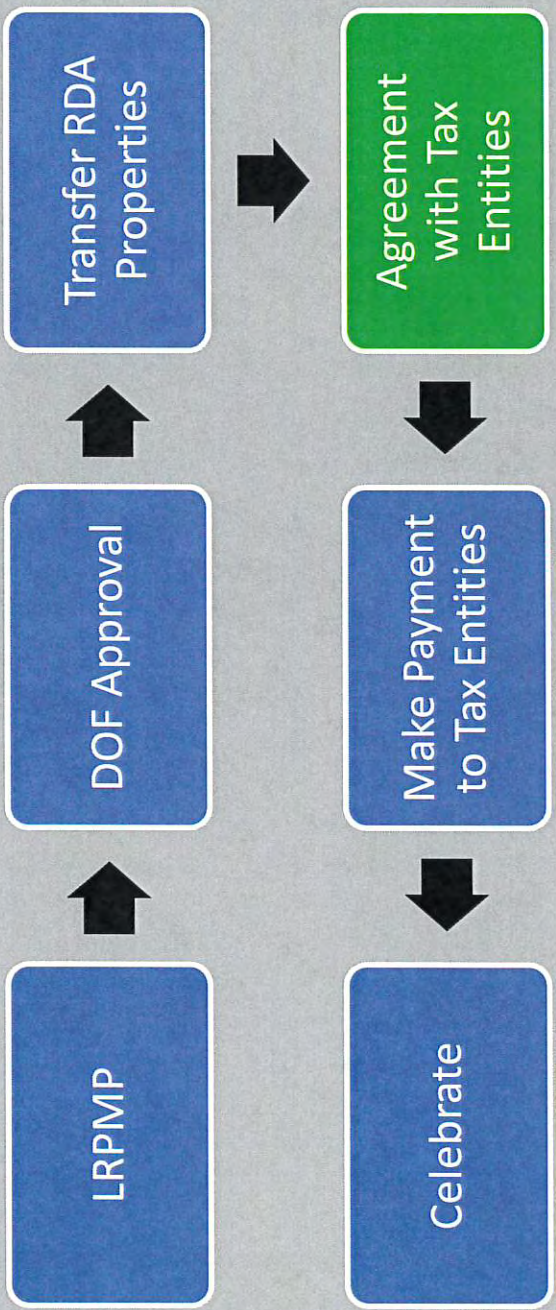 LRPMP
DOF Approval
Transfer RDA
Properties
Agreement
with Tax
Entities
Make Payment
to Tax Entities
Celebrate